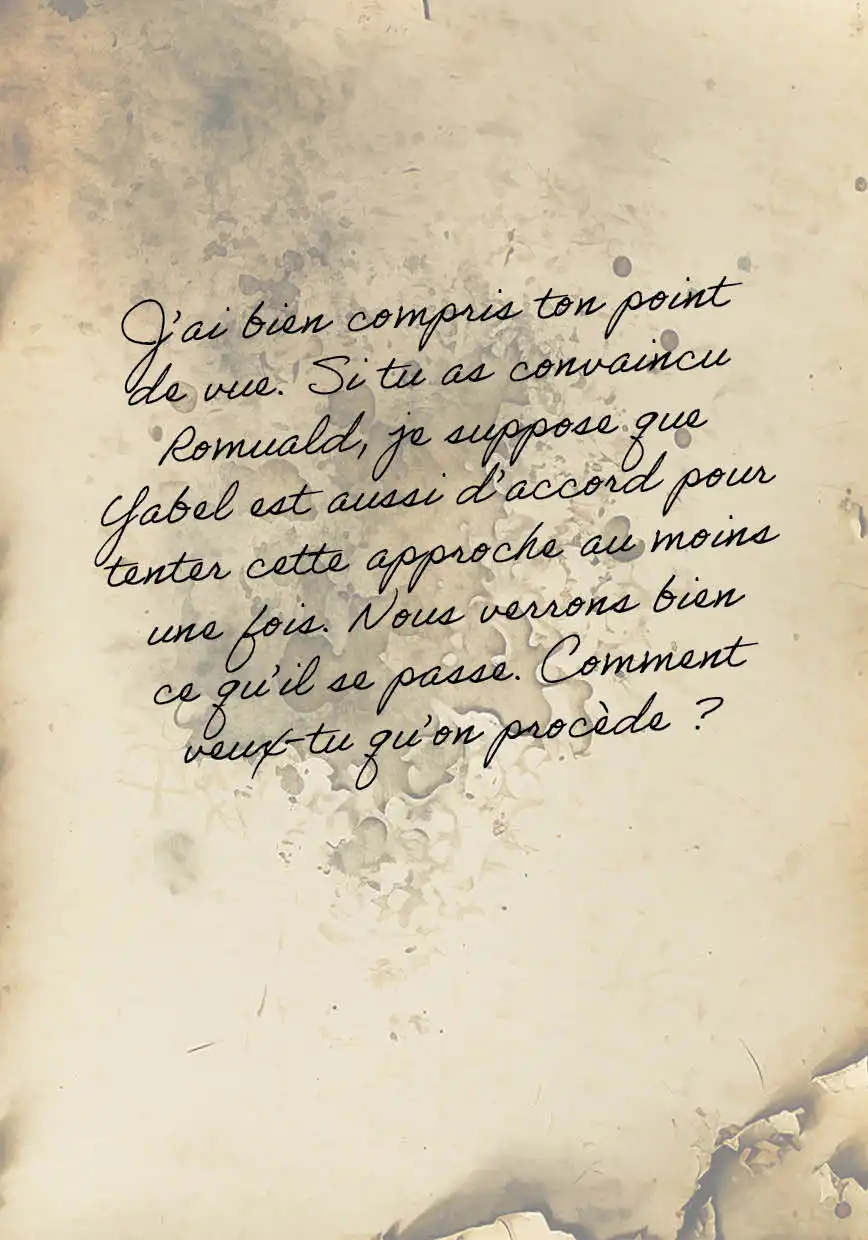 J'ai bien compris ton point
de vue. Si tu as convaincu
Romuald, je suppose que
Yabel est aussi d'accord pour
tenter cette approche au moins
une fois. Nous verrons bien
ce qu'il se passe. Comment
veux-tu qu'on procède ?